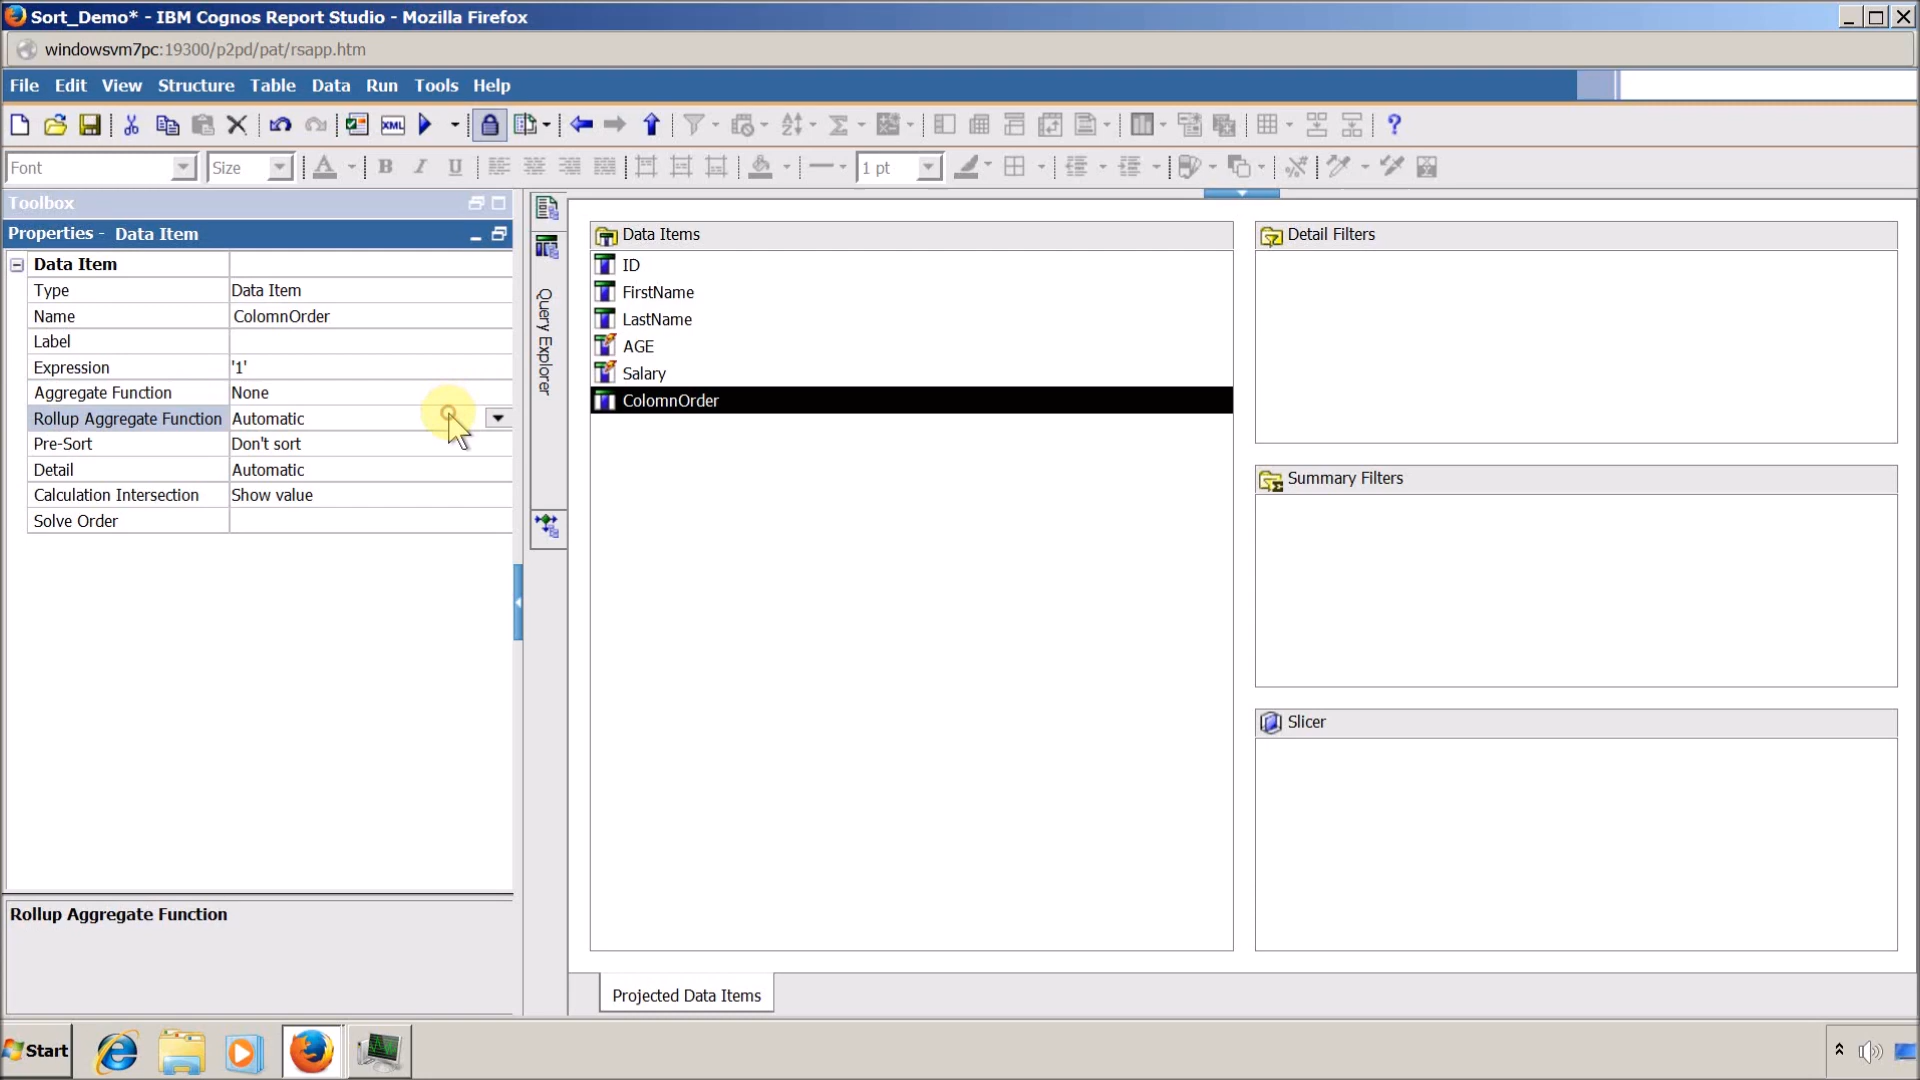 Sort_Demo* - IBM Cognos Report Studio - Mozilla Firefox
windowsvm7pc:19300/p2pd/pat/rsapp.htm
File Edit View Structure Table Data Run Tools Help
XML
Font Size A B I U 1 pt
Toolbox
Properties - Data Item
Data Item
Type Data Item
Name ColomnOrder
Label
Expression '1'
Aggregate Function None
Rollup Aggregate Function Automatic
Pre-Sort Don't sort
Detail Automatic
Calculation Intersection Show value
Solve Order
Rollup Aggregate Function
Query Explorer
Data Items
ID
FirstName
LastName
AGE
Salary
ColomnOrder
Detail Filters
Summary Filters
Slicer
Projected Data Items
Start